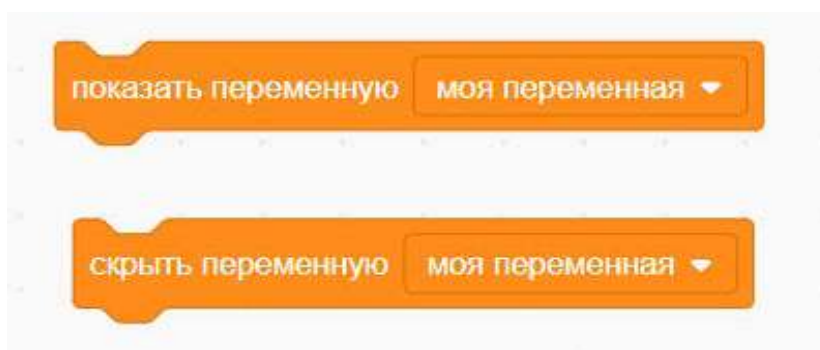 показать переменную моя переменная
скрыть переменную моя переменная